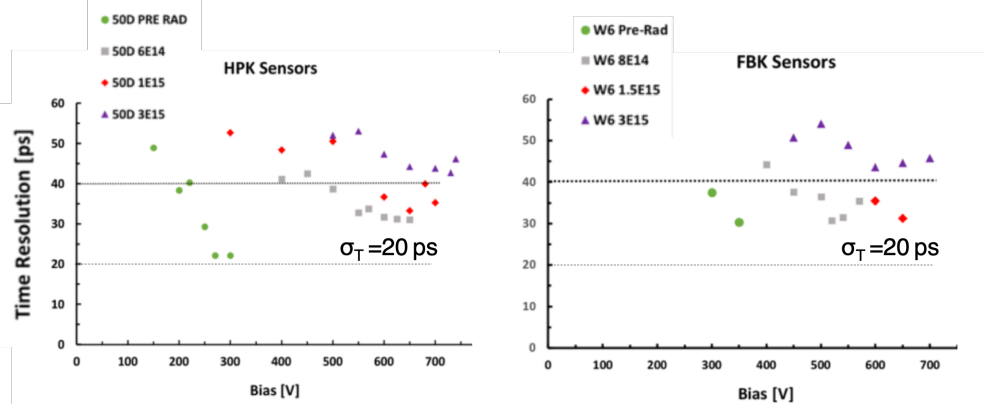 50D PRE RAD
50D 6E14
50D 1E15
50D 3E15
HPK Sensors
Time Resolution [ps]
60
50
40
30
20
10
0
σT =20 ps
0 100 200 300 400 500 600 700
Bias [V]
W6 Pre-Rad
W6 8E14
W6 1.5E15
W6 3E15
FBK Sensors
60
50
40
30
20
10
0
σT =20 ps
0 100 200 300 400 500 600 700
Bias [V]